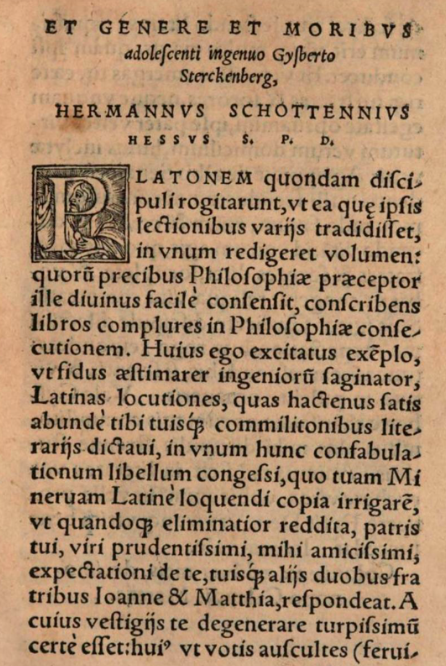 ET GENERE ET MORIBVS
adoleſcenti ingenuo Gyſberto
Sterckenberg,
HERMANNVS SCHOTTENNIVS
HESSVS S. P. D.
PLATONEM quondam diſci-
puli rogitarunt, vt ea quę ipſis
lectionibus varijs tradidiſſet,
in vnum redigeret volumen:
quorũ precibus Philoſophiæ præceptor
ille diuinus facilè conſenſit, conſcribens
libros complures in Philoſophiæ conſe-
cutionem. Huius ego excitatus exẽplo,
vt fidus æſtimarer ingeniorũ ſaginator,
Latinas locutiones, quas hactenus ſatis
abundè tibi tuisq́ꝫ commilitonibus lite-
rarijs dictaui, in vnum hunc confabula-
tionum libellum congeſſi, quo tuam Mi
neruam Latinè loquendi copia irrigarẽ,
vt quandoqꝫ eliminatior reddita, patris
tui, viri prudentiſſimi, mihi amiciſſimi,
expectationi de te, tuisq́ꝫ alijs duobus fra
tribus Ioanne & Matthia, reſpondeat. A
cuius veſtigijs te degenerare turpiſſimũ
certè eſſet: huiꝰ vt votis auſcultes (ferui-